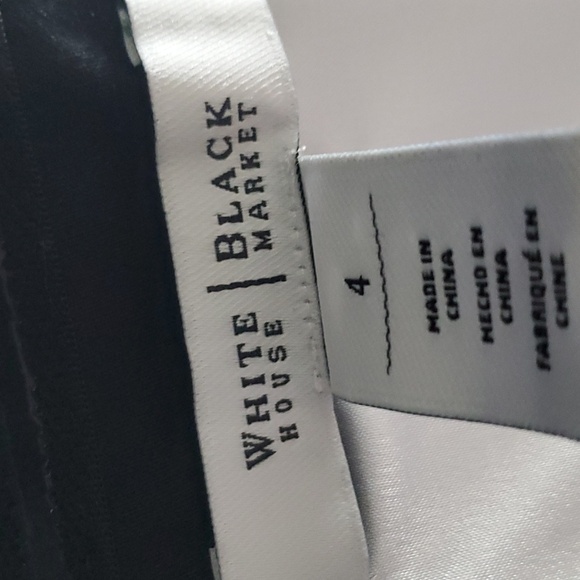 WHITE | BLACK
HOUSE | MARKET
4
MADE IN
CHINA
HECHO EN
CHINA
FABRIQUÉ EN
CHINE